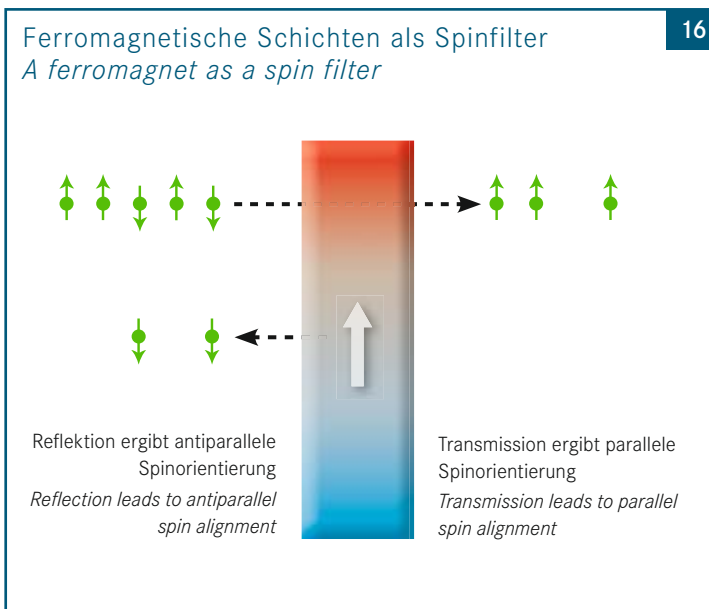 Ferromagnetische Schichten als Spinfilter
A ferromagnet as a spin filter
16
Reflektion ergibt antiparallele
Spinorientierung
Reflection leads to antiparallel
spin alignment
Transmission ergibt parallele
Spinorientierung
Transmission leads to parallel
spin alignment